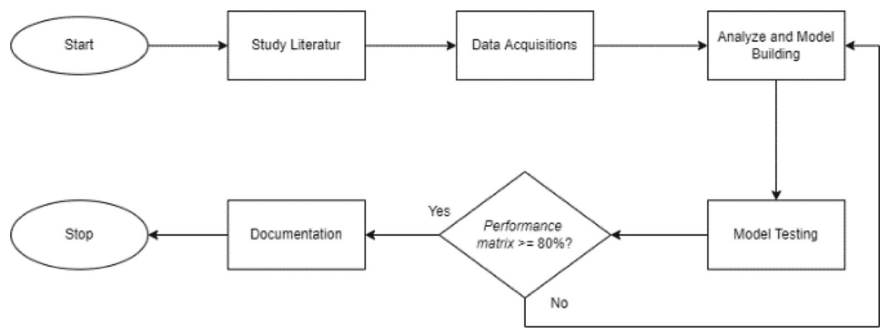 Start
Study Literatur
Data Acquisitions
Analyze and Model
Building
Model Testing
Performance
matrix >= 80%?
Yes
No
Documentation
Stop